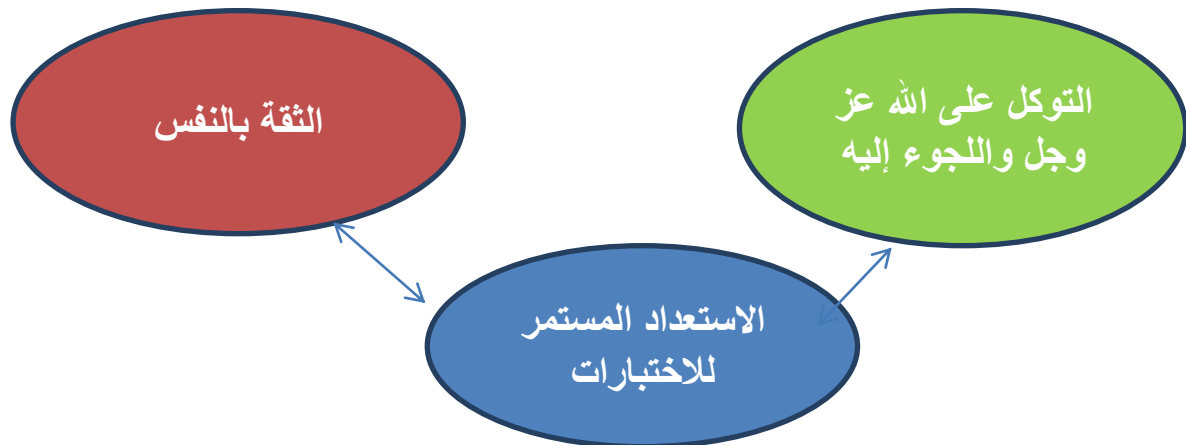 التوكل على الله عز
وجل واللجوء إليه
الثقة بالنفس
الاستعداد المستمر
للاختبارات